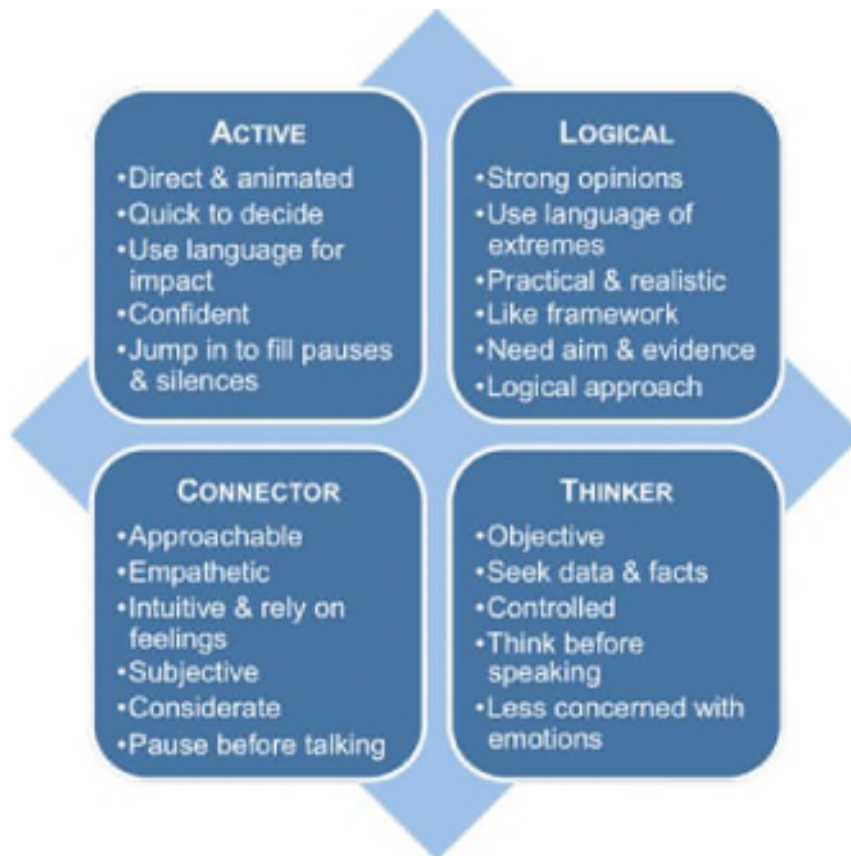 ACTIVE
•Direct & animated
•Quick to decide
•Use language for
impact
•Confident
•Jump in to fill pauses
& silences
LOGICAL
•Strong opinions
•Use language of
extremes
•Practical & realistic
•Like framework
•Need aim & evidence
•Logical approach
CONNECTOR
•Approachable
•Empathetic
•Intuitive & rely on
feelings
•Subjective
•Considerate
•Pause before talking
THINKER
•Objective
•Seek data & facts
•Controlled
•Think before
speaking
•Less concerned with
emotions